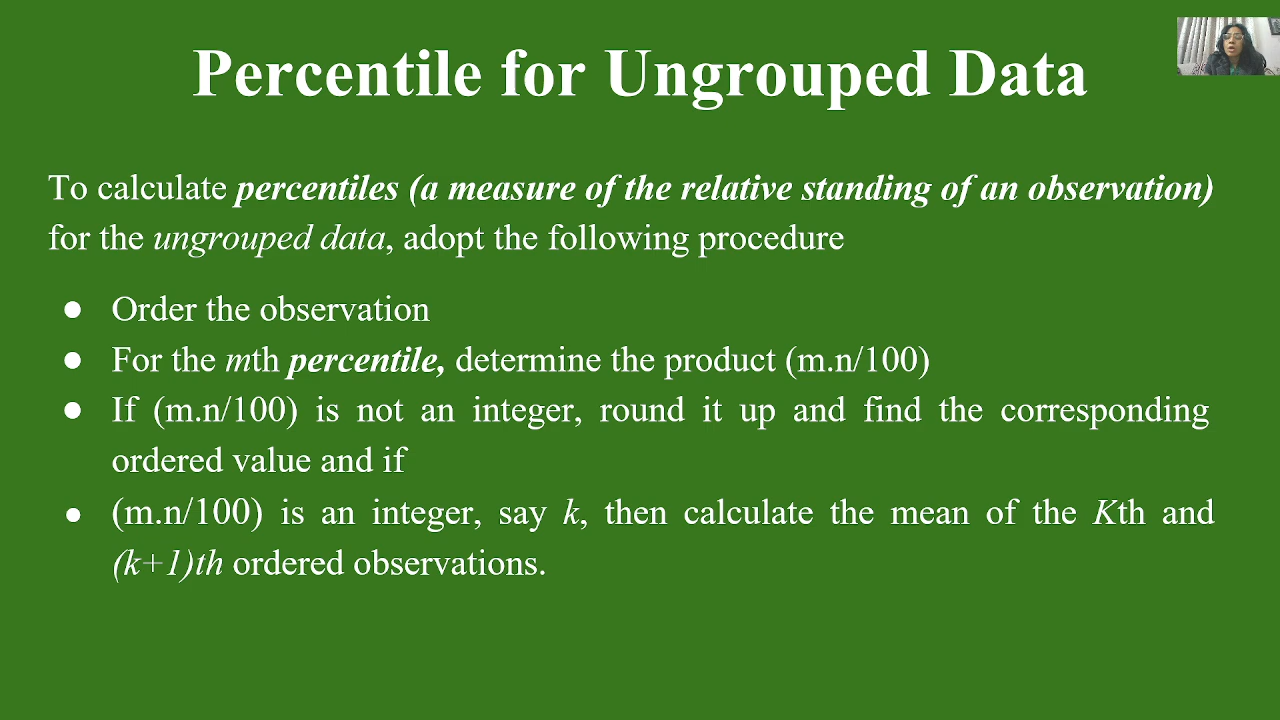 Percentile for Ungrouped Data
To calculate percentiles (a measure of the relative standing of an observation)
for the ungrouped data, adopt the following procedure
● Order the observation
● For the mth percentile, determine the product (m.n/100)
● If (m.n/100) is not an integer, round it up and find the corresponding
ordered value and if
● (m.n/100) is an integer, say k, then calculate the mean of the Kth and
(k+1)th ordered observations.